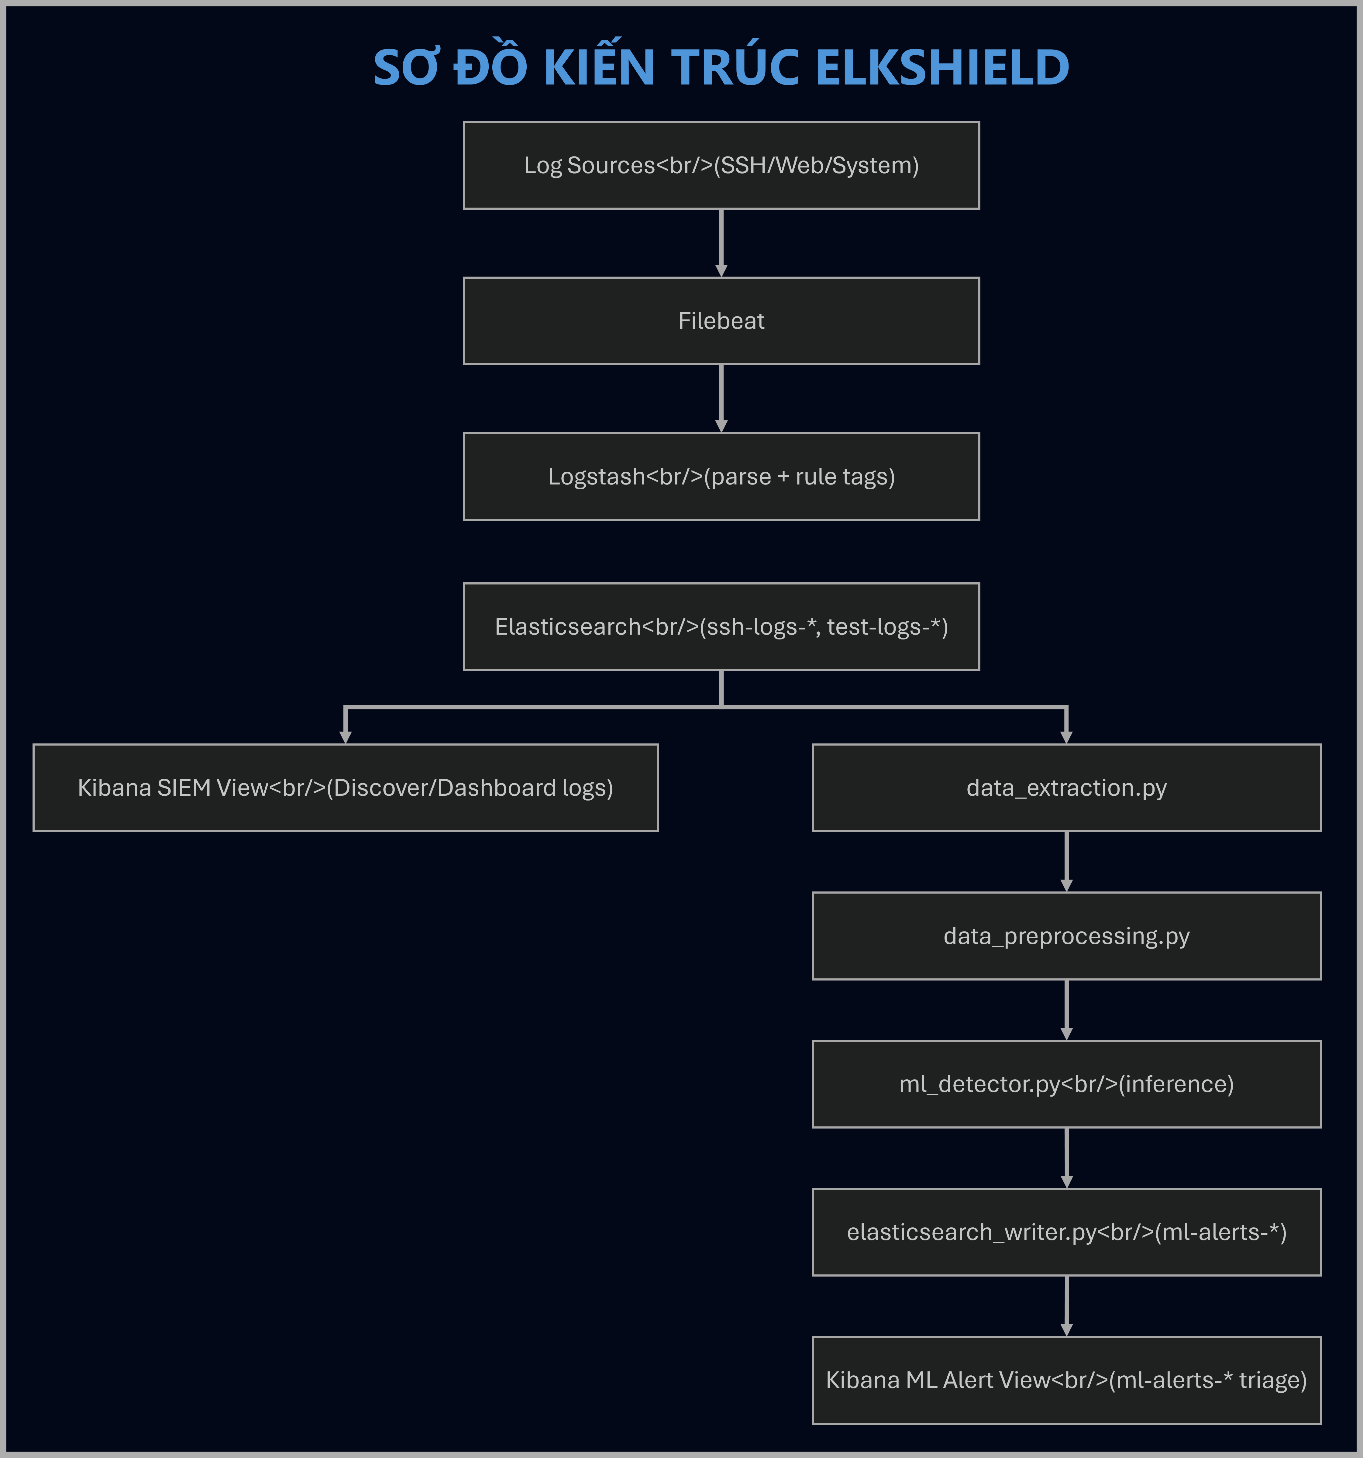 SƠ ĐỒ KIẾN TRÚC ELKSHIELD
Log Sources<br/>(SSH/Web/System)
Filebeat
Logstash<br/>(parse + rule tags)
Elasticsearch<br/>(ssh-logs-*, test-logs-*)
Kibana SIEM View<br/>(Discover/Dashboard logs)
data_extraction.py
data_preprocessing.py
ml_detector.py<br/>(inference)
elasticsearch_writer.py<br/>(ml-alerts-*)
Kibana ML Alert View<br/>(ml-alerts-* triage)